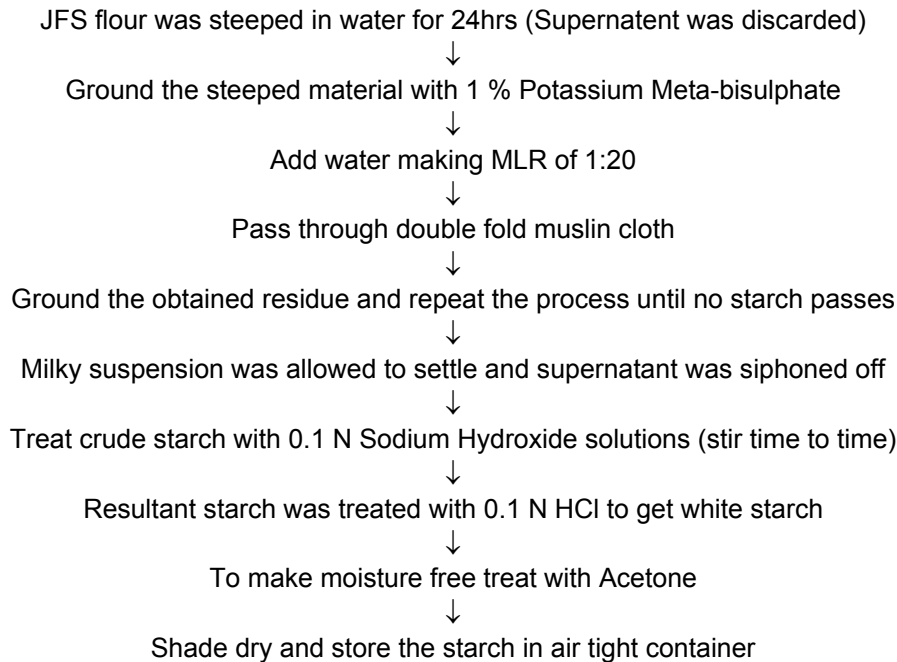 JFS flour was steeped in water for 24hrs (Supernatent was discarded)
↓
Ground the steeped material with 1 % Potassium Meta-bisulphate
↓
Add water making MLR of 1:20
↓
Pass through double fold muslin cloth
↓
Ground the obtained residue and repeat the process until no starch passes
↓
Milky suspension was allowed to settle and supernatant was siphoned off
↓
Treat crude starch with 0.1 N Sodium Hydroxide solutions (stir time to time)
↓
Resultant starch was treated with 0.1 N HCl to get white starch
↓
To make moisture free treat with Acetone
↓
Shade dry and store the starch in air tight container